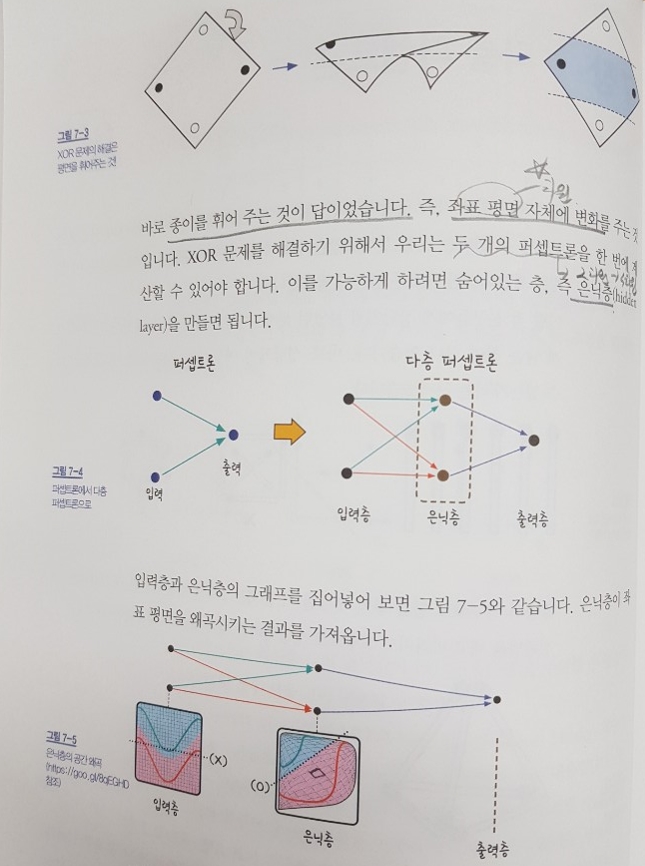 그림 7-3
XOR 문제의 해결은
평면을 휘어주는 것!
차원
바로 종이를 휘어 주는 것이 답이었습니다. 즉, 좌표 평면 자체에 변화를 주는 것
입니다. XOR 문제를 해결하기 위해서 우리는 두 개의 퍼셉트론을 한 번에 계
산할 수 있어야 합니다. 이를 가능하게 하려면 숨어있는 층, 즉 은닉층(hidden
layer)을 만들면 됩니다.
퍼셉트론
다층 퍼셉트론
출력
입력
입력층
은닉층
출력층
그림 7-4
퍼셉트론에서 다층
퍼셉트론으로
입력층과 은닉층의 그래프를 집어넣어 보면 그림 7-5와 같습니다. 은닉층이 좌
표 평면을 왜곡시키는 결과를 가져옵니다.
그림 7-5
은닉층의 공간 왜곡
(https://goo.gl/8qEGHD
참조)
(X)
(O)
입력층
은닉층
출력층